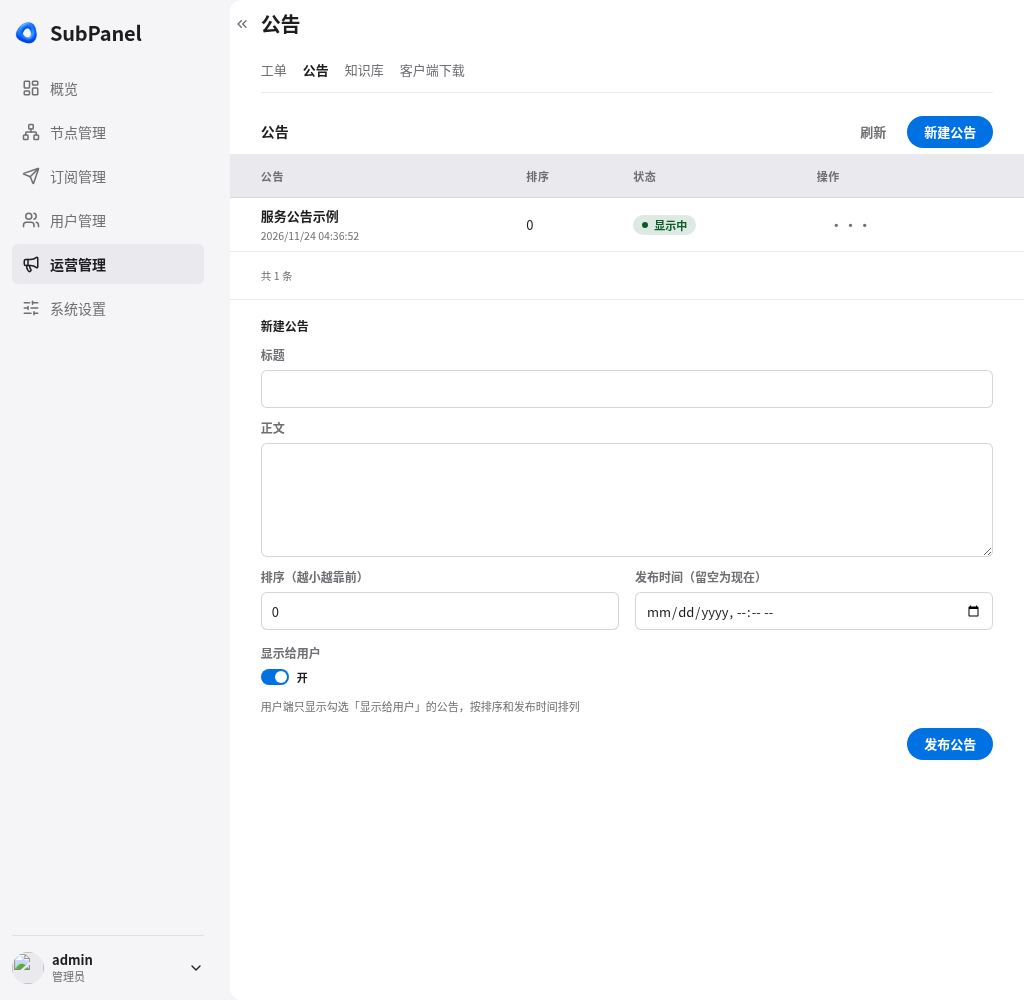 SubPanel
概览
节点管理
订阅管理
用户管理
运营管理
系统设置
admin
管理员
公告
工单 公告 知识库 客户端下载
公告 刷新 新建公告
公告 排序 状态 操作
服务公告示例 0 显示中
2026/11/24 04:36:52
共 1 条
新建公告
标题
正文
排序（越小越靠前） 发布时间（留空为现在）
0 mm/dd/yyyy, --:-- --
显示给用户
开
用户端只显示勾选「显示给用户」的公告，按排序和发布时间排列
发布公告